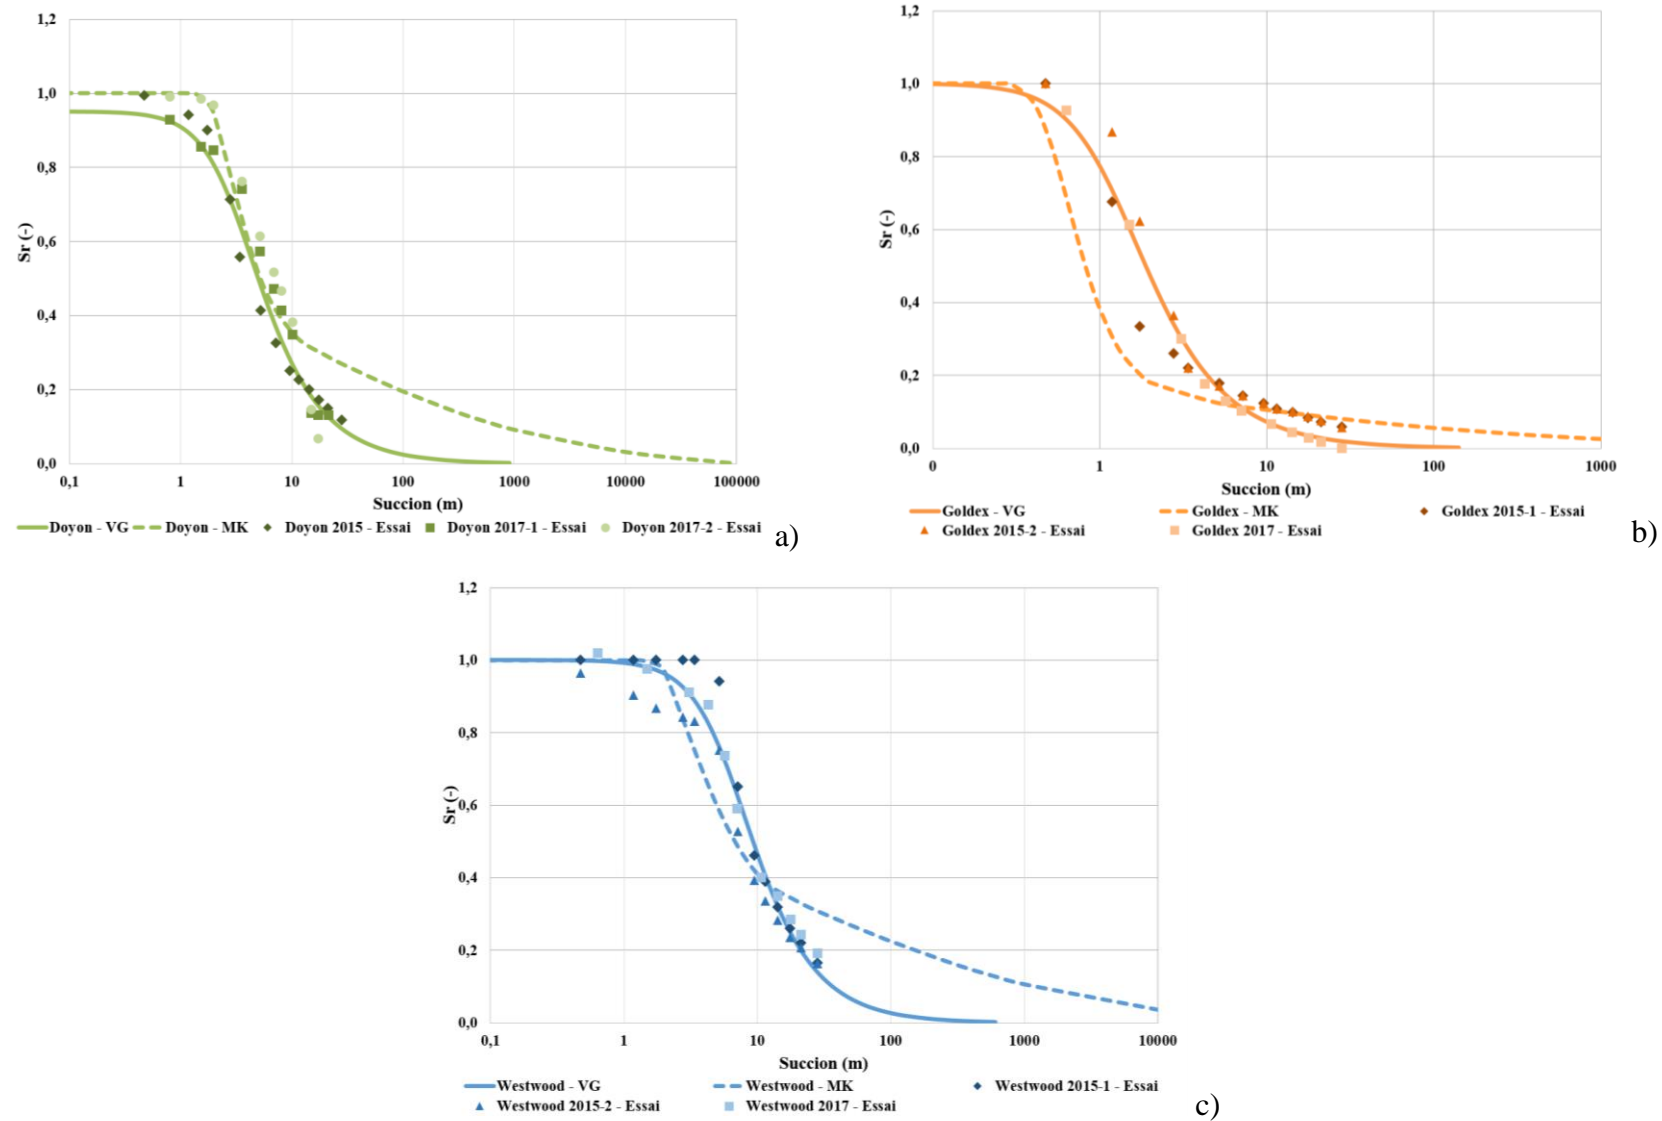 1,2
1,0
0,8
0,6
0,4
0,2
0,0
Sr (-)
0,1 1 10 100 1000 10000 100000
Succion (m)
Doyon - VG Doyon - MK Doyon 2015 - Essai Doyon 2017-1 - Essai Doyon 2017-2 - Essai
a)
1,2
1,0
0,8
0,6
0,4
0,2
0,0
Sr (-)
0 1 10 100 1000
Succion (m)
Goldex - VG Goldex - MK Goldex 2015-1 - Essai
Goldex 2015-2 - Essai Goldex 2017 - Essai
b)
1,2
1,0
0,8
0,6
0,4
0,2
0,0
Sr (-)
0,1 1 10 100 1000 10000
Succion (m)
Westwood - VG Westwood - MK Westwood 2015-1 - Essai
Westwood 2015-2 - Essai Westwood 2017 - Essai
c)